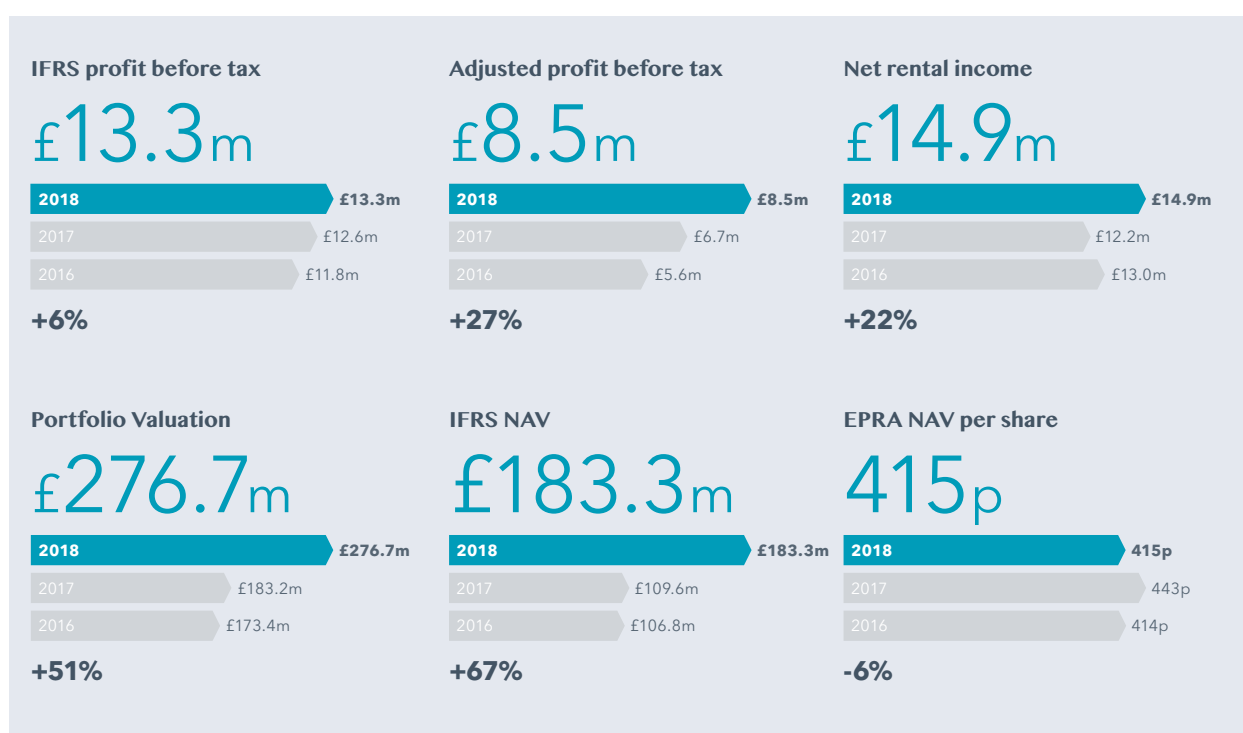 IFRS profit before tax
£13.3m
2018 £13.3m
2017 £12.6m
2016 £11.8m
+6%
Adjusted profit before tax
£8.5m
2018 £8.5m
2017 £6.7m
2016 £5.6m
+27%
Net rental income
£14.9m
2018 £14.9m
2017 £12.2m
2016 £13.0m
+22%
Portfolio Valuation
£276.7m
2018 £276.7m
2017 £183.2m
2016 £173.4m
+51%
IFRS NAV
£183.3m
2018 £183.3m
2017 £109.6m
2016 £106.8m
+67%
EPRA NAV per share
415p
2018 415p
2017 443p
2016 414p
-6%